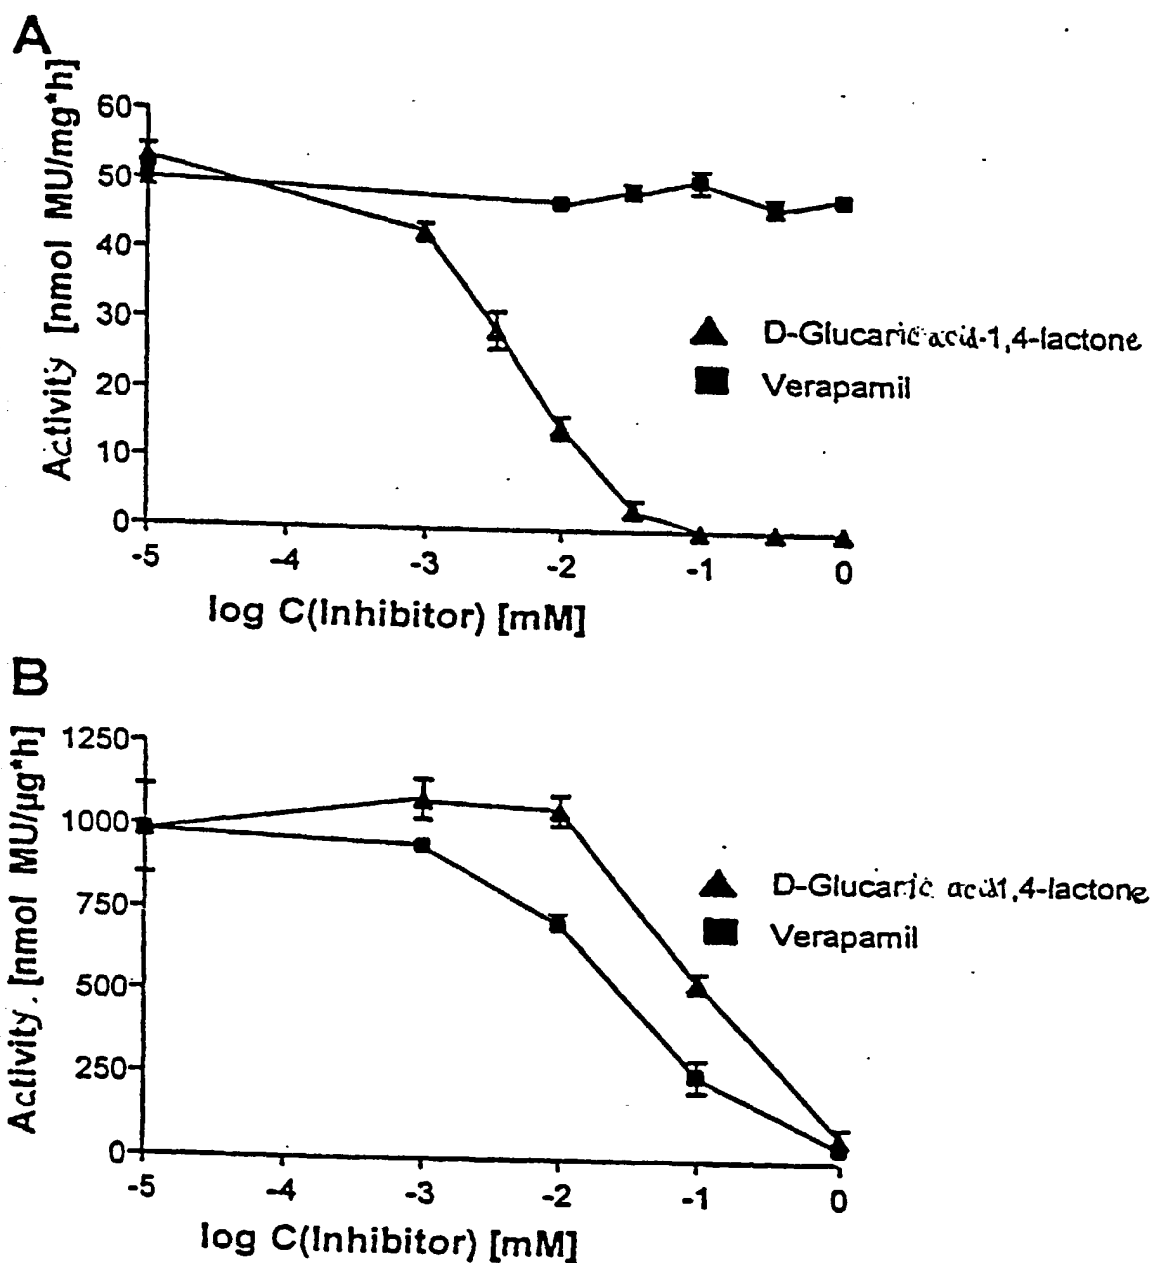 A
Activity [nmol MU/mg*h]
60
50
40
30
20
10
0
-5 -4 -3 -2 -1 0
log C(Inhibitor) [mM]
D-Glucaric acid-1,4-lactone
Verapamil
B
Activity. [nmol MU/µg*h]
1250
1000
750
500
250
0
-5 -4 -3 -2 -1 0
log C(Inhibitor) [mM]
D-Glucaric acid1,4-lactone
Verapamil